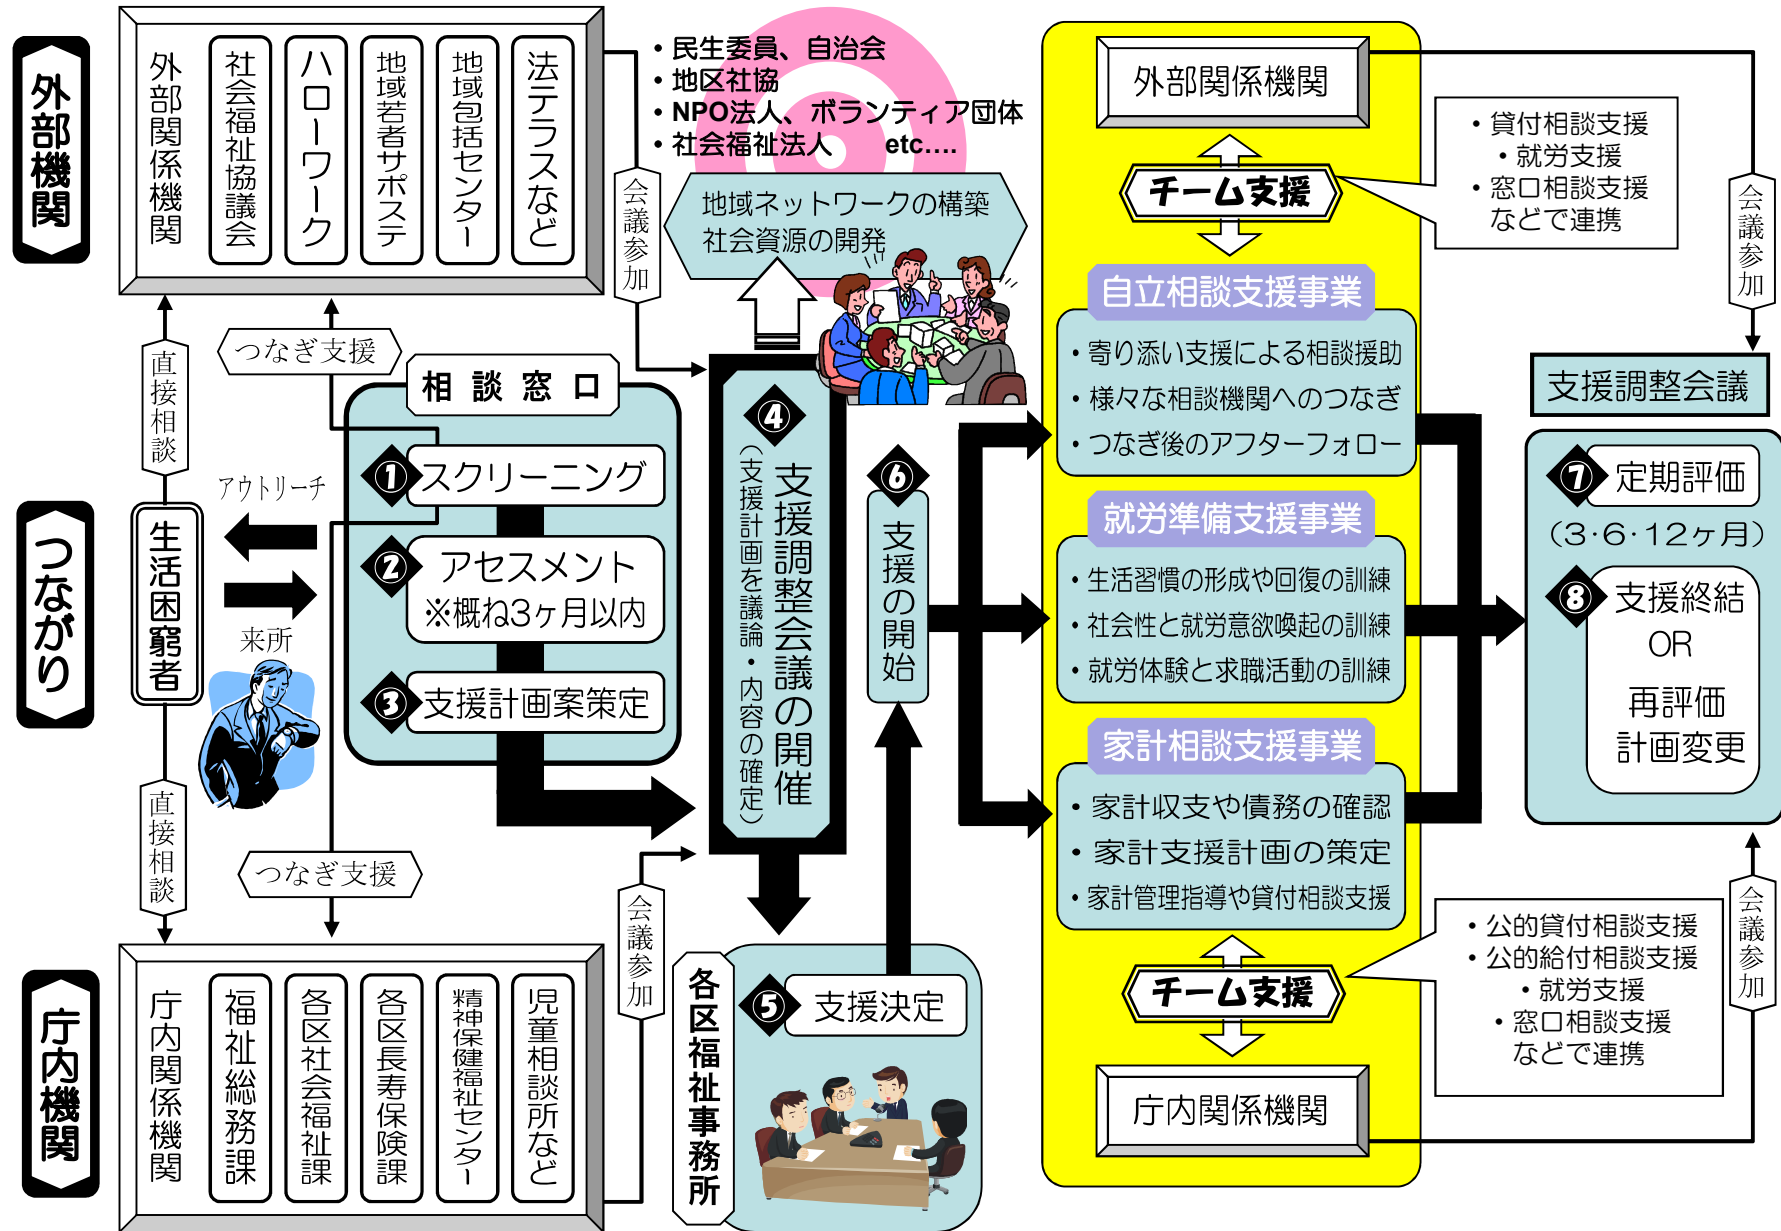 外部機関
外部関係機関
社会福祉協議会
ハローワーク
地域若者サポステ
地域包括センター
法テラスなど
会議参加
・民生委員、自治会
・地区社協
・NPO法人、ボランティア団体
・社会福祉法人　etc….
地域ネットワークの構築
社会資源の開発
外部関係機関
チーム支援
・貸付相談支援
・就労支援
・窓口相談支援
などで連携
会議参加
つなぎ支援
直接相談
つながり
生活困窮者
アウトリーチ
来所
直接相談
相談窓口
❶スクリーニング
❷アセスメント
※概ね3ヶ月以内
❸支援計画案策定
つなぎ支援
❹支援調整会議の開催
（支援計画を議論・内容の確定）
❻支援の開始
自立相談支援事業
・寄り添い支援による相談援助
・様々な相談機関へのつなぎ
・つなぎ後のアフターフォロー
就労準備支援事業
・生活習慣の形成や回復の訓練
・社会性と就労意欲喚起の訓練
・就労体験と求職活動の訓練
家計相談支援事業
・家計収支や債務の確認
・家計支援計画の策定
・家計管理指導や貸付相談支援
支援調整会議
❼定期評価
（3・6・12ヶ月）
❽支援終結
OR
再評価
計画変更
庁内機関
庁内関係機関
福祉総務課
各区社会福祉課
各区長寿保険課
精神保健福祉センター
児童相談所など
会議参加
各区福祉事務所
❺支援決定
チーム支援
庁内関係機関
・公的貸付相談支援
・公的給付相談支援
・就労支援
・窓口相談支援
などで連携
会議参加